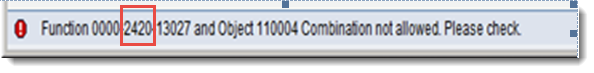 Function 0000-2420-13027 and Object 110004 Combination not allowed. Please check.